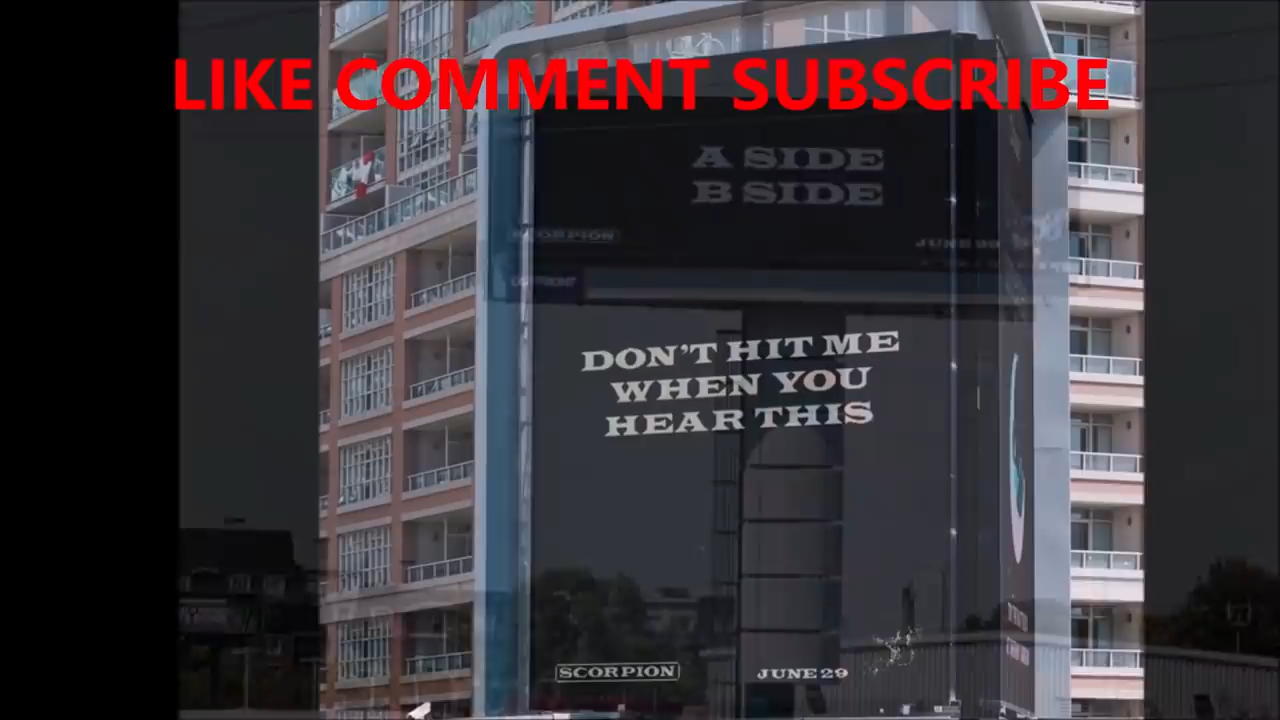 LIKE COMMENT SUBSCRIBE
A SIDE
B SIDE
SCORPION
DON'T HIT ME
WHEN YOU
HEAR THIS
SCORPION
JUNE 29